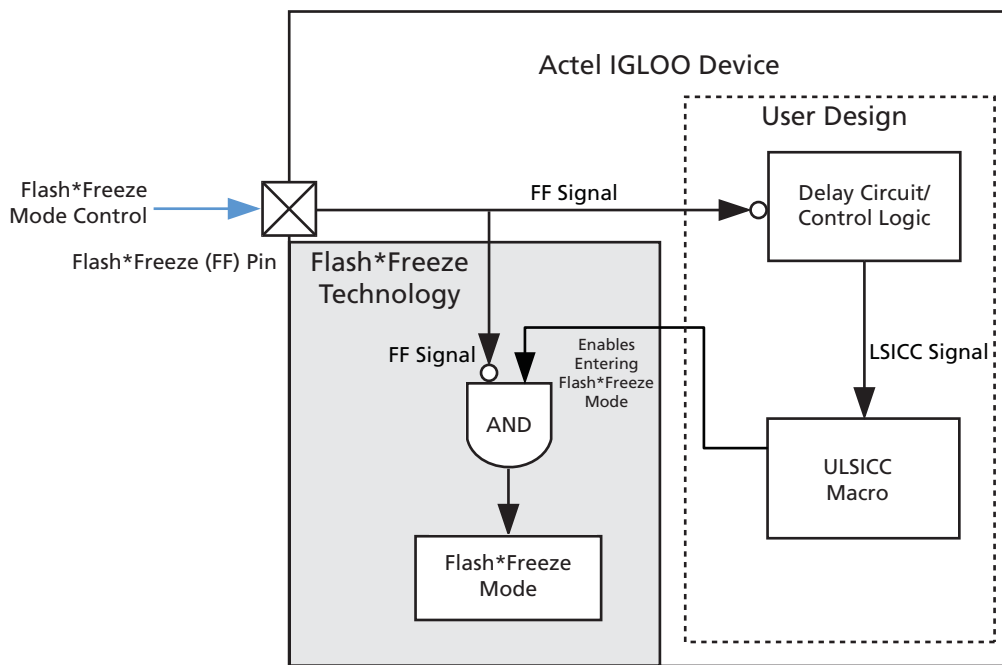 Actel IGLOO Device
User Design
Flash*Freeze
Mode Control
FF Signal
Delay Circuit/
Control Logic
Flash*Freeze (FF) Pin
Flash*Freeze
Technology
FF Signal
Enables
Entering
Flash*Freeze
Mode
LSICC Signal
AND
ULSICC
Macro
Flash*Freeze
Mode